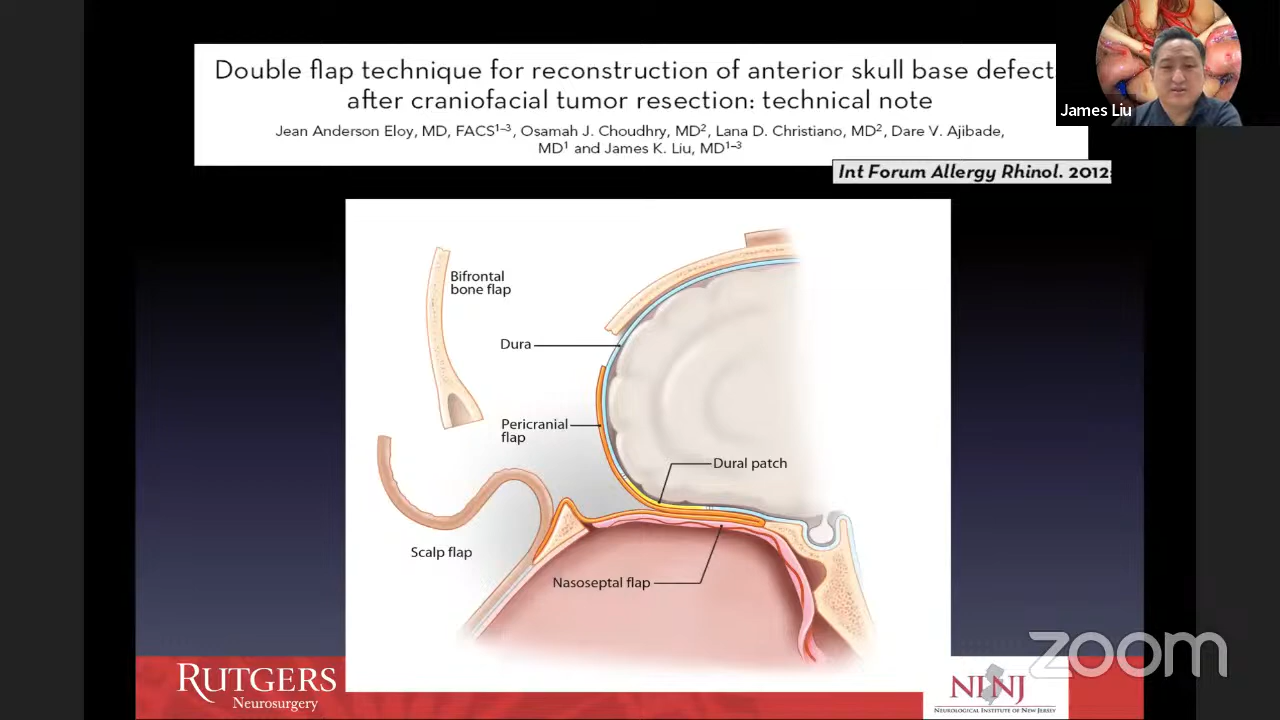 Double flap technique for reconstruction of anterior skull base defect
after craniofacial tumor resection: technical note
Jean Anderson Eloy, MD, FACS1–3, Osamah J. Choudhry, MD2, Lana D. Christiano, MD2, Dare V. Ajibade,
MD1 and James K. Liu, MD1–3
James Liu
Int Forum Allergy Rhinol. 2012;
Bifrontal
bone flap
Dura
Pericranial
flap
Dural patch
Scalp flap
Nasoseptal flap
RUTGERS
Neurosurgery
NINJ
NEUROLOGICAL INSTITUTE OF NEW JERSEY
zoom